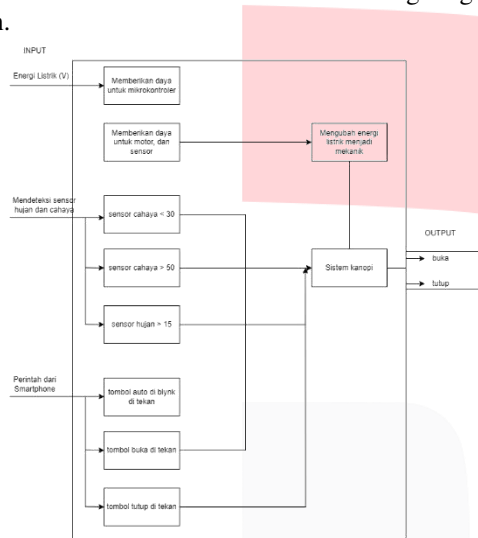 n.
INPUT
Energi Listrik (V)
Memberikan daya
untuk mikrokontroler
Memberikan daya
untuk motor, dan
sensor
Mengubah energi
listrik menjadi
mekanik
Mendeteksi sensor
hujan dan cahaya
sensor cahaya < 30
OUTPUT
sensor cahaya > 50
Sistem kanopi
buka
tutup
sensor hujan > 15
Perintah dari
Smartphone
tombol auto di blynk
di tekan
tombol buka di tekan
tombol tutup di tekan